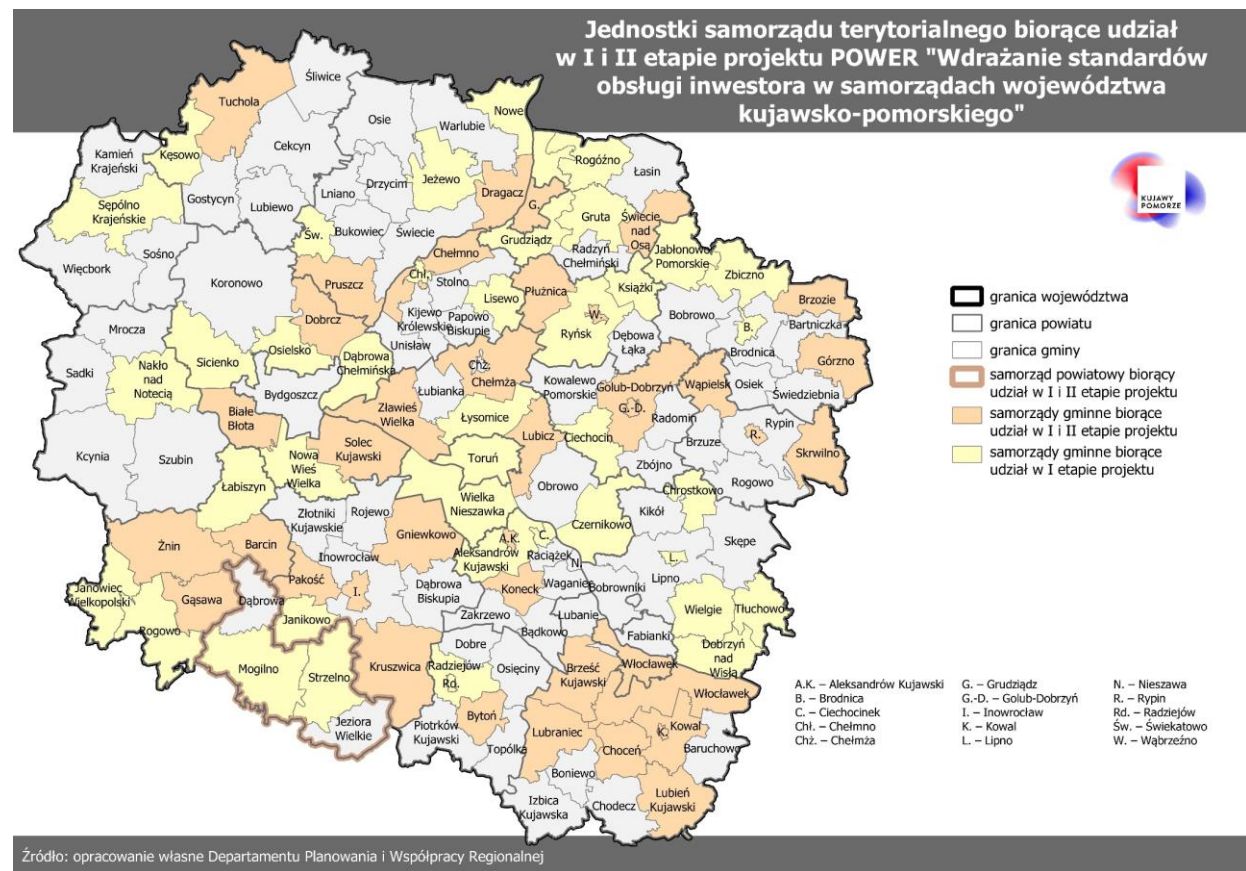 Jednostki samorządu terytorialnego biorące udział
w I i II etapie projektu POWER "Wdrażanie standardów
obsługi inwestora w samorządach województwa
kujawsko-pomorskiego"
KUJAWY
POMORZE
Śliwice
Tuchola
Nowe
Osie
Warlubie
Cekcyn
Kamień
Krajeński
Kęsowo
Rogóźno
Łasin
Drzycim
Jeżewo
Lniano
Dragacz
Gostycyn
Lubiewo
Sępólno
Krajeńskie
G.
Gruta
Świecie
nad
Osą
Św.
Bukowiec
Świecie
Grudziądz
Sośno
Więcbork
Chełmno
Radzyń
Chełmiński
Jabłonowo
Pomorskie
Zbiczno
Koronowo
Pruszcz
Chł.
Stolno
Lisewo
Płużnica
Książki
Brzozie
Dobrcz
Kijewo
Królewskie
Papowo
Biskupie
W.
Bobrowo
Bartniczka
Mrocza
Ryńsk
B.
Unisław
Dębowa
Łąka
Brodnica
Osielsko
Sicienko
Dąbrowa
Chełmińska
Górzno
Sadki
Nakło
nad
Notecią
Chż.
Chełmża
Kowalewo
Pomorskie
Golub-Dobrzyń
Wąpielsk
Osiek
Świedziebnia
Bydgoszcz
Łubianka
G.-D.
Białe
Błota
Zławieś
Wielka
Łysomice
Radomin
Rypin
R.
Lubicz
Ciechocin
Brzuze
Solec
Kujawski
Skrwilno
Kcynia
Szubin
Nowa
Wieś
Wielka
Toruń
Zbójno
Rogowo
Łabiszyn
Obrowo
Chrostkowo
Wielka
Nieszawka
Złotniki
Kujawskie
Rojewo
Czernikowo
Kikół
Gniewkowo
A.K.
C.
Skępe
Żnin
Barcin
Inowrocław
Aleksandrów
Kujawski
Raciążek
N.
L.
Lipno
Pakość
I.
Dąbrowa
Biskupia
Koneck
Waganiec
Bobrowniki
Janowiec
Wielkopolski
Gąsawa
Dąbrowa
Janikowo
Zakrzewo
Lubanie
Wielgie
Tłuchowo
Rogowo
Bądkowo
Fabianki
Dobre
Dobrzyń
nad
Wisłą
Mogilno
Strzelno
Kruszwica
Radziejów
Rd.
Osięciny
Brześć
Kujawski
Włocławek
Włocławek
Jeziora
Wielkie
Piotrków
Kujawski
Bytoń
Lubraniec
K.
Kowal
Topólka
Choceń
Baruchowo
Boniewo
Izbica
Kujawska
Chodecz
Lubień
Kujawski
granica województwa
granica powiatu
granica gminy
samorząd powiatowy biorący
udział w I i II etapie projektu
samorządy gminne biorące
udział w I i II etapie projektu
samorządy gminne biorące
udział w I etapie projektu
A.K. – Aleksandrów Kujawski G. – Grudziądz N. – Nieszawa
B. – Brodnica G.-D. – Golub-Dobrzyń R. – Rypin
C. – Ciechocinek I. – Inowrocław Rd. – Radziejów
Chł. – Chełmno K. – Kowal Św. – Świekatowo
Chż. – Chełmża L. – Lipno W. – Wąbrzeźno
Źródło: opracowanie własne Departamentu Planowania i Współpracy Regionalnej